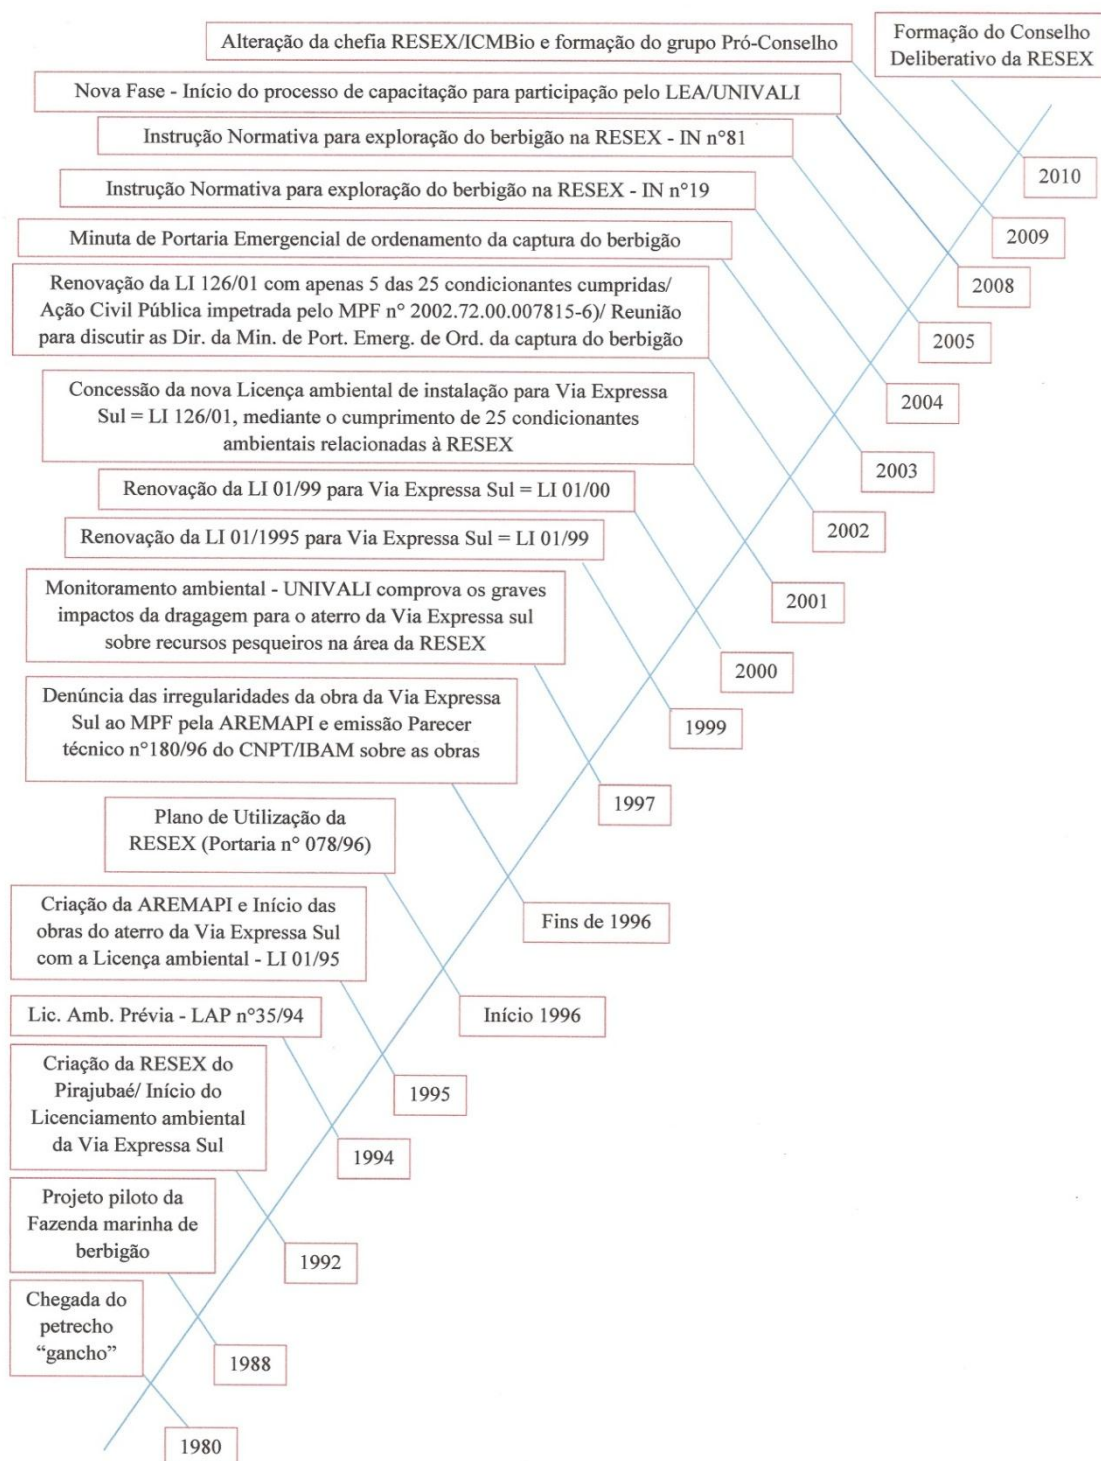 Alteração da chefia RESEX/ICMBio e formação do grupo Pró-Conselho
Formação do Conselho
Deliberativo da RESEX
Nova Fase - Início do processo de capacitação para participação pelo LEA/UNIVALI
Instrução Normativa para exploração do berbigão na RESEX - IN n°81
2010
Instrução Normativa para exploração do berbigão na RESEX - IN n°19
2009
Minuta de Portaria Emergencial de ordenamento da captura do berbigão
2008
Renovação da LI 126/01 com apenas 5 das 25 condicionantes cumpridas/
Ação Civil Pública impetrada pelo MPF n° 2002.72.00.007815-6)/ Reunião
para discutir as Dir. da Min. de Port. Emerg. de Ord. da captura do berbigão
2005
Concessão da nova Licença ambiental de instalação para Via Expressa
Sul = LI 126/01, mediante o cumprimento de 25 condicionantes
ambientais relacionadas à RESEX
2004
2003
Renovação da LI 01/99 para Via Expressa Sul = LI 01/00
2002
Renovação da LI 01/1995 para Via Expressa Sul = LI 01/99
2001
Monitoramento ambiental - UNIVALI comprova os graves
impactos da dragagem para o aterro da Via Expressa sul
sobre recursos pesqueiros na área da RESEX
2000
Denúncia das irregularidades da obra da Via Expressa
Sul ao MPF pela AREMAPI e emissão Parecer
técnico n°180/96 do CNPT/IBAM sobre as obras
1999
1997
Plano de Utilização da
RESEX (Portaria n° 078/96)
Fins de 1996
Criação da AREMAPI e Início das
obras do aterro da Via Expressa Sul
com a Licença ambiental - LI 01/95
Início 1996
Lic. Amb. Prévia - LAP n°35/94
1995
Criação da RESEX do
Pirajubaé/ Início do
Licenciamento ambiental
da Via Expressa Sul
1994
Projeto piloto da
Fazenda marinha de
berbigão
1992
Chegada do
petrecho
“gancho”
1988
1980